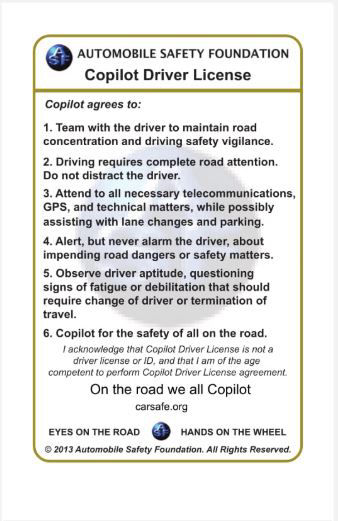 ASF
AUTOMOBILE SAFETY FOUNDATION
Copilot Driver License
Copilot agrees to:
1. Team with the driver to maintain road
concentration and driving safety vigilance.
2. Driving requires complete road attention.
Do not distract the driver.
3. Attend to all necessary telecommunications,
GPS, and technical matters, while possibly
assisting with lane changes and parking.
4. Alert, but never alarm the driver, about
impending road dangers or safety matters.
5. Observe driver aptitude, questioning
signs of fatigue or debilitation that should
require change of driver or termination of
travel.
6. Copilot for the safety of all on the road.
I acknowledge that Copilot Driver License is not a
driver license or ID, and that I am of the age
competent to perform Copilot Driver License agreement.
On the road we all Copilot
carsafe.org
EYES ON THE ROAD ASF HANDS ON THE WHEEL
© 2013 Automobile Safety Foundation. All Rights Reserved.